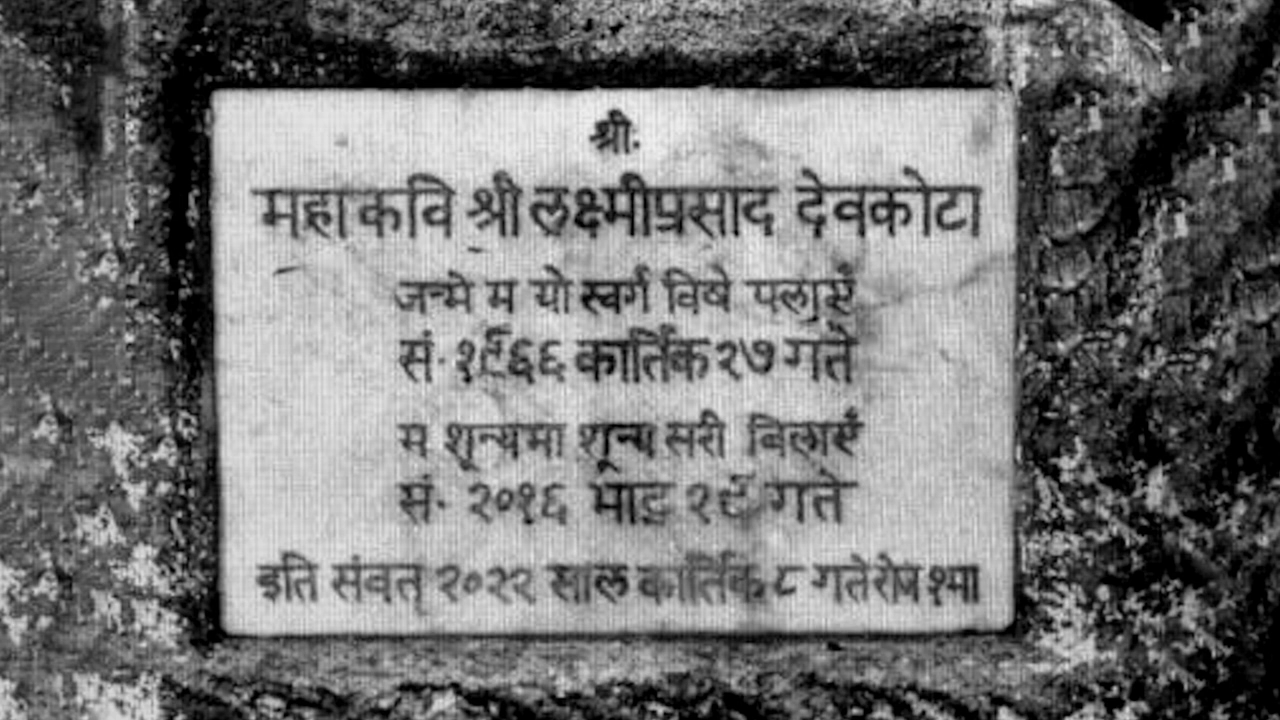 श्री.
महाकवि श्री लक्ष्मीप्रसाद देवकोटा
जन्मे म यो स्वर्ग विषे पलाएँ
सं. १९६६ कार्तिक २७ गते
म शून्यमा शून्य सरी विलाएँ
सं. २०१६ भाद्र २९ गते
इति संवत् २०२२ साल कार्तिक ८ गते रोज १ मा